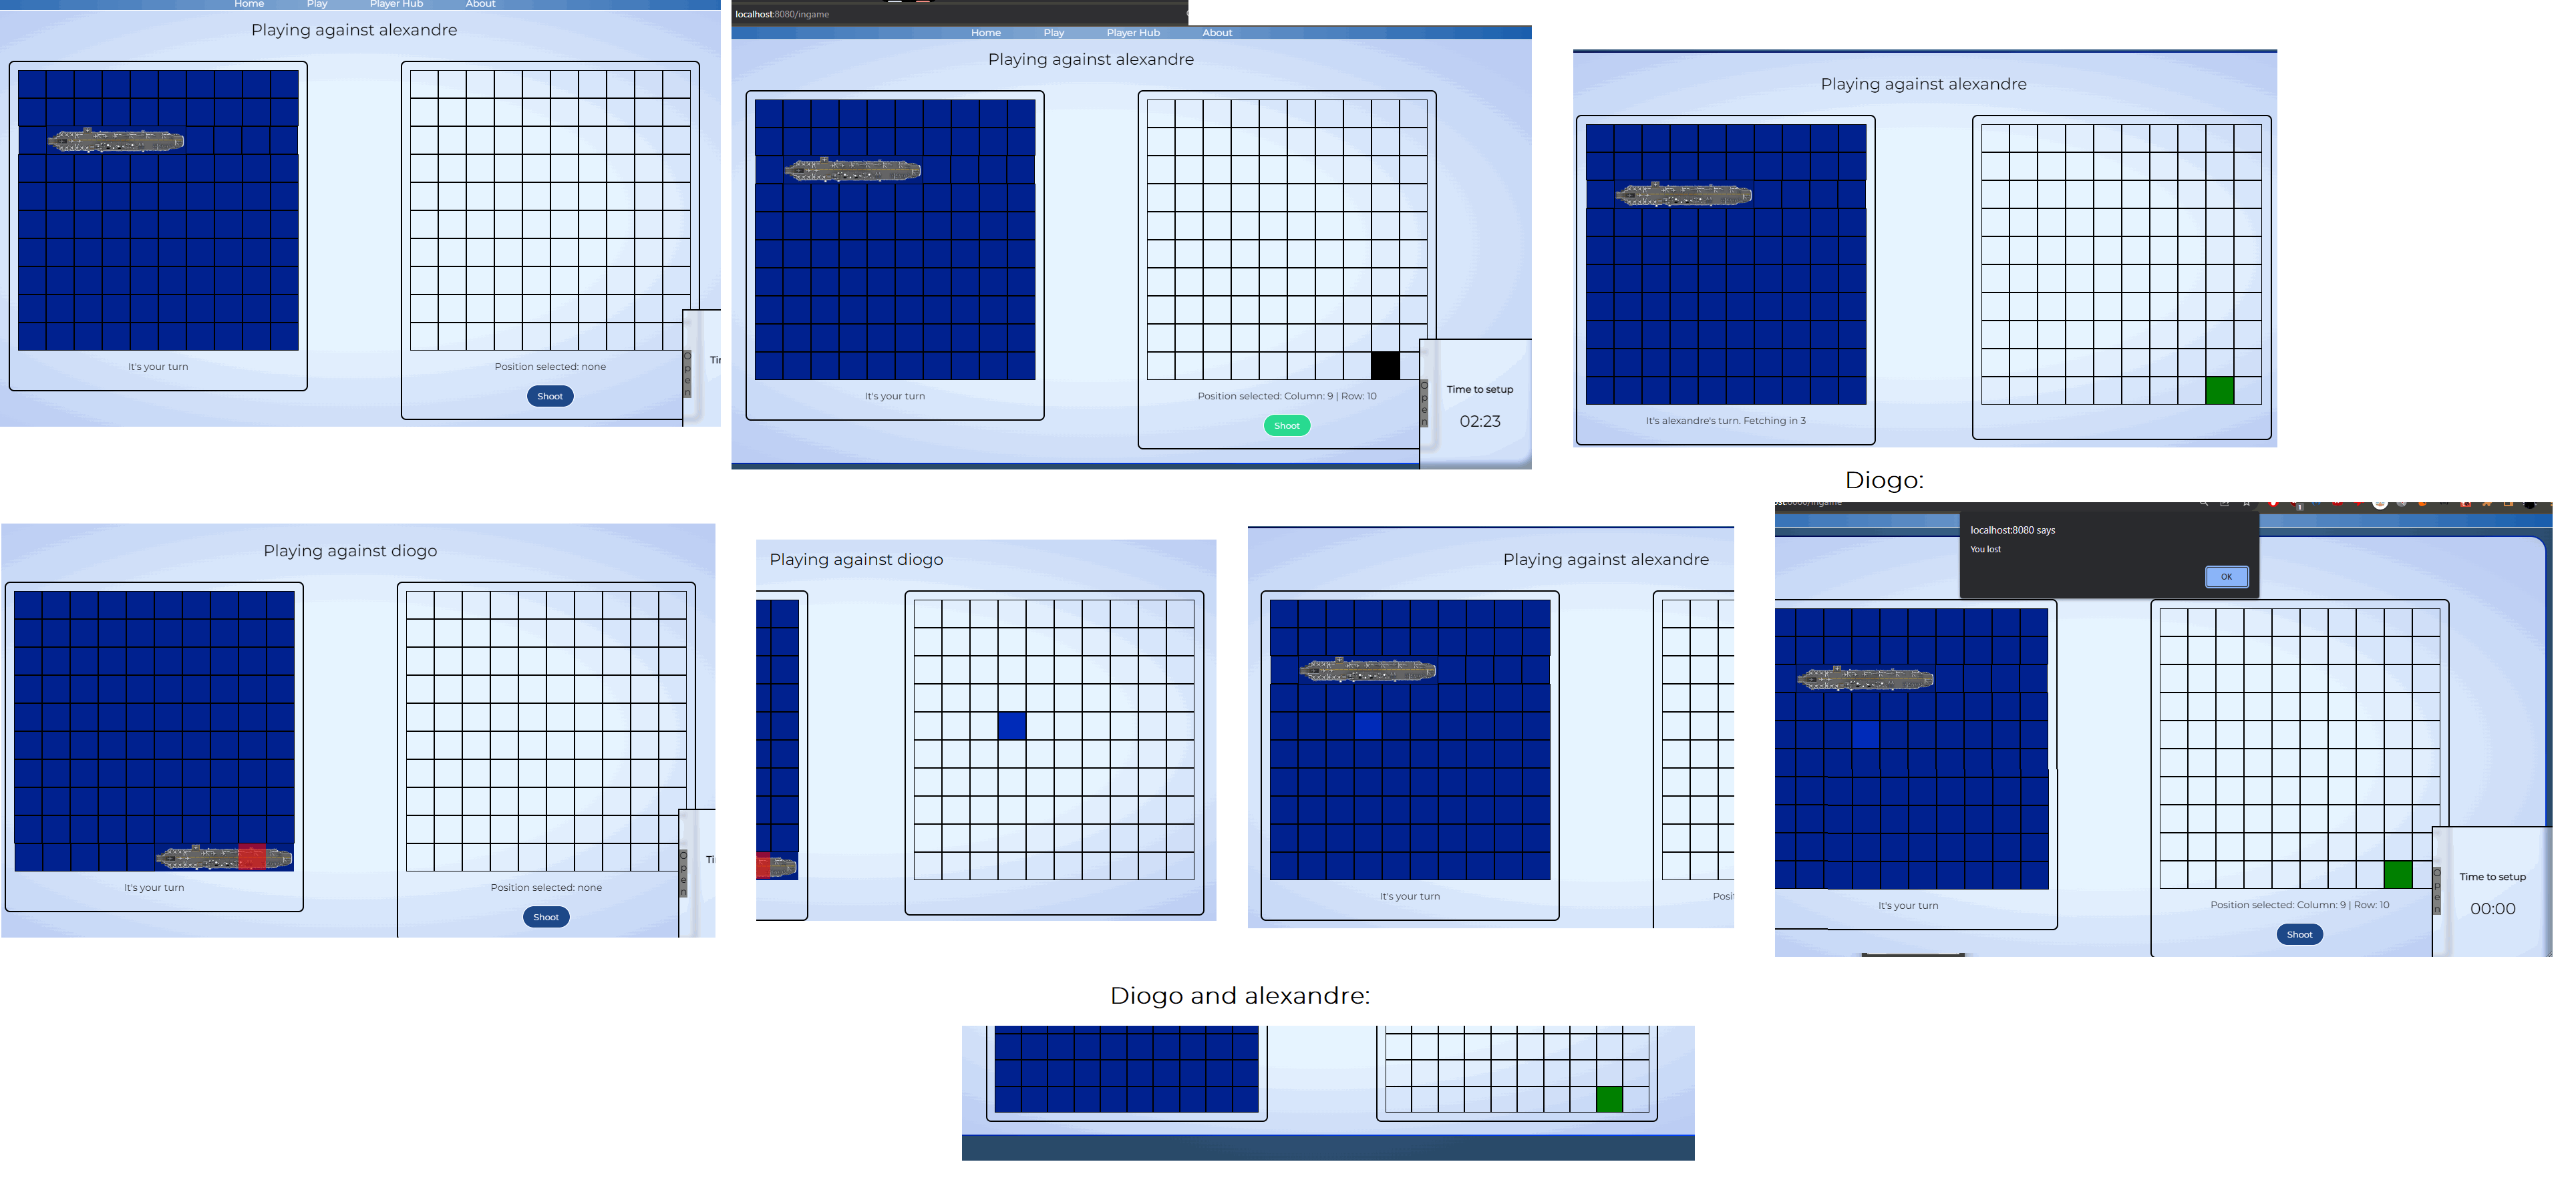 Home Play Player Hub About
Playing against alexandre
It's your turn
Position selected: none
Shoot
Open
localhost:8080/ingame
Home Play Player Hub About
Playing against alexandre
It's your turn
Position selected: Column: 9 | Row: 10
Shoot
Open
Time to setup
02:23
Playing against alexandre
It's alexandre's turn. Fetching in 3
Playing against diogo
It's your turn
Position selected: none
Shoot
Open
Playing against diogo
Playing against alexandre
It's your turn
Diogo:
localhost:8080 says
You lost
OK
It's your turn
Position selected: Column: 9 | Row: 10
Shoot
Open
Time to setup
00:00
Diogo and alexandre: